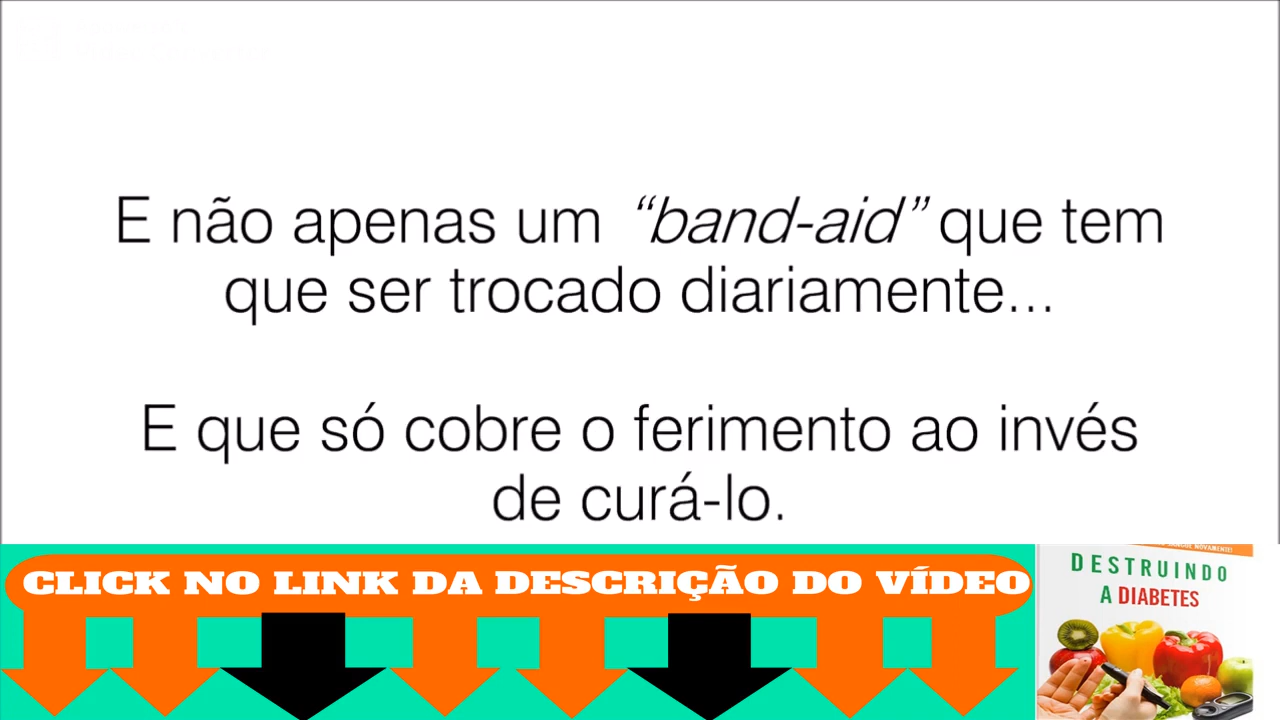 E não apenas um “band-aid” que tem
que ser trocado diariamente...
E que só cobre o ferimento ao invés
de curá-lo.
CLICK NO LINK DA DESCRIÇÃO DO VÍDEO
NOVAMENTE!
DESTRUINDO
A DIABETES